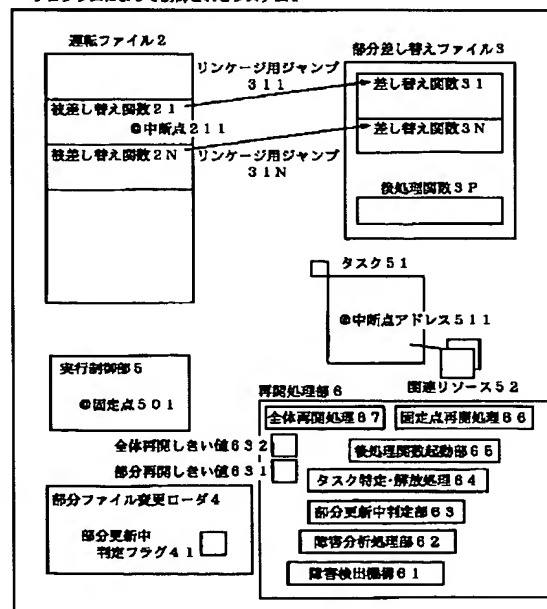 運転ファイル2
部分差し替えファイル3
リンケージ用ジャンプ
311
差し替え関数31
被差し替え関数21
@中断点211
差し替え関数3N
被差し替え関数2N
リンケージ用ジャンプ
31N
後処理関数3P
タスク51
@中断点アドレス511
実行制御部5
@固定点501
関連リソース52
再開処理部6
全体再開処理67
固定点再開処理66
全体再開しきい値632
後処理関数起動部65
部分再開しきい値631
タスク特定・解放処理64
部分ファイル変更ローダ4
部分更新中判定部63
部分更新中
判定フラグ41
障害分析処理部62
障害検出機構61